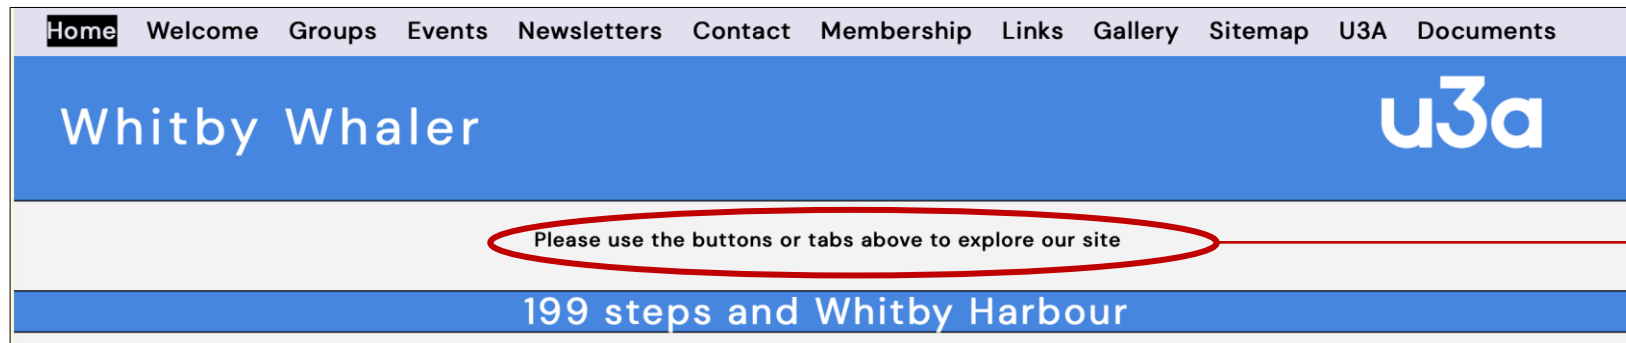 Home Welcome Groups Events Newsletters Contact Membership Links Gallery Sitemap U3A Documents
Whitby Whaler
u3a
Please use the buttons or tabs above to explore our site
199 steps and Whitby Harbour